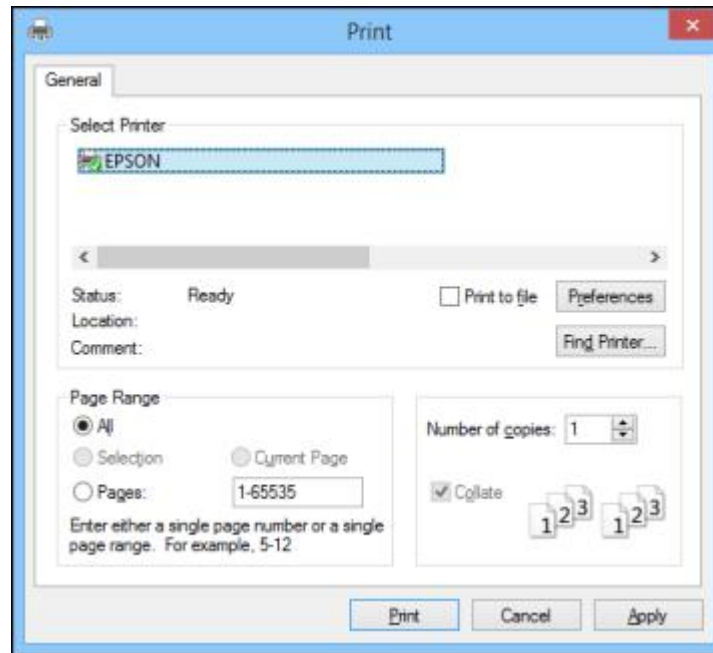 Print
General
Select Printer
EPSON
Status: Ready
Print to file
Preferences
Location:
Comment:
Find Printer...
Page Range
All
Selection
Current Page
Pages: 1-65535
Enter either a single page number or a single
page range. For example, 5-12
Number of copies: 1
Collate
1 2 3 1 2 3
Print Cancel Apply